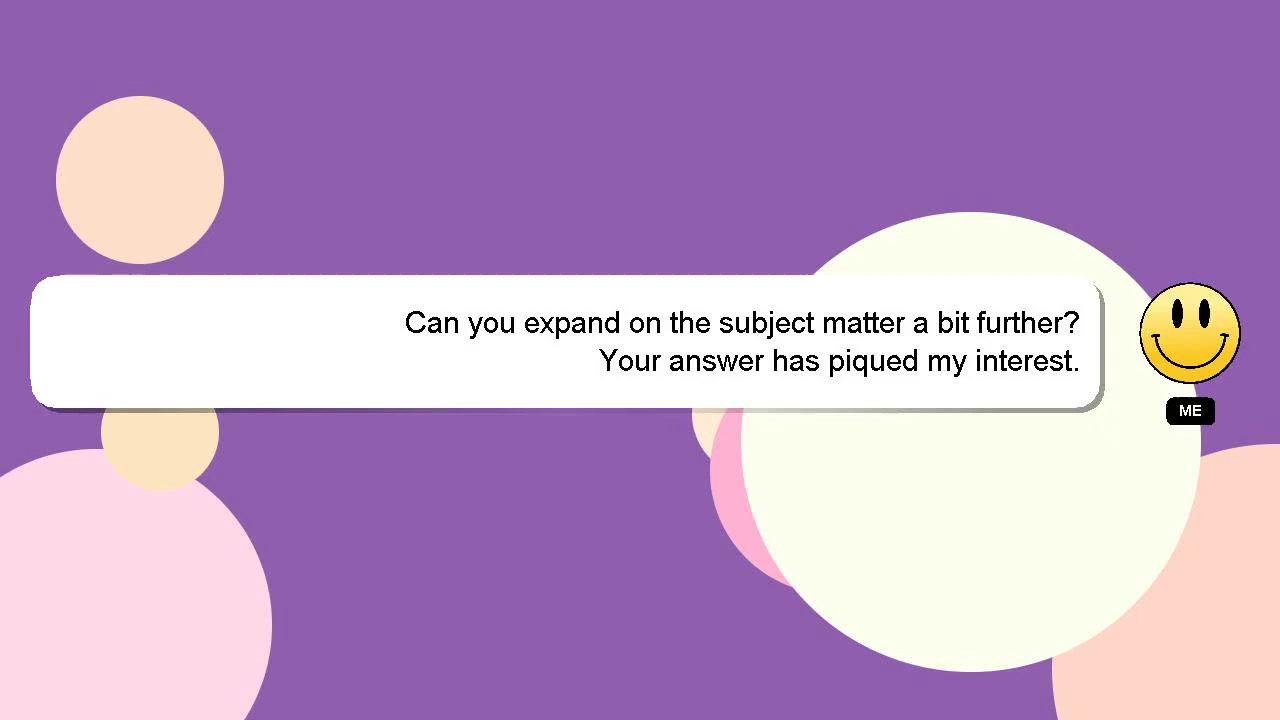 Can you expand on the subject matter a bit further?
Your answer has piqued my interest.
ME